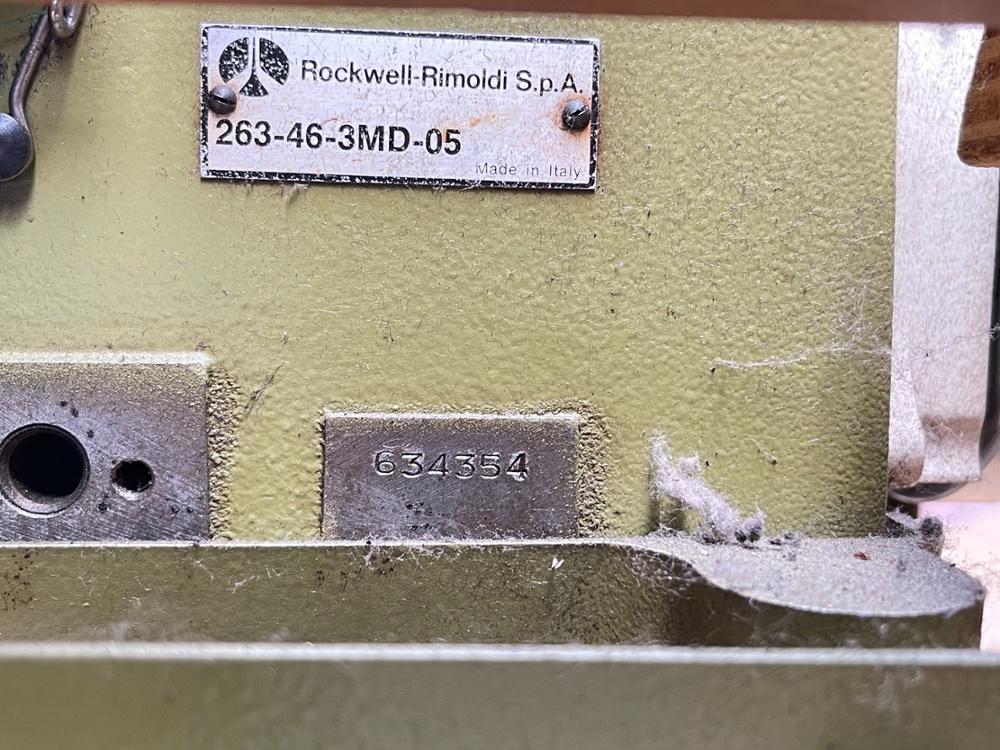 Rockwell-Rimoldi S.p.A.
263-46-3MD-05
Made in Italy
634354